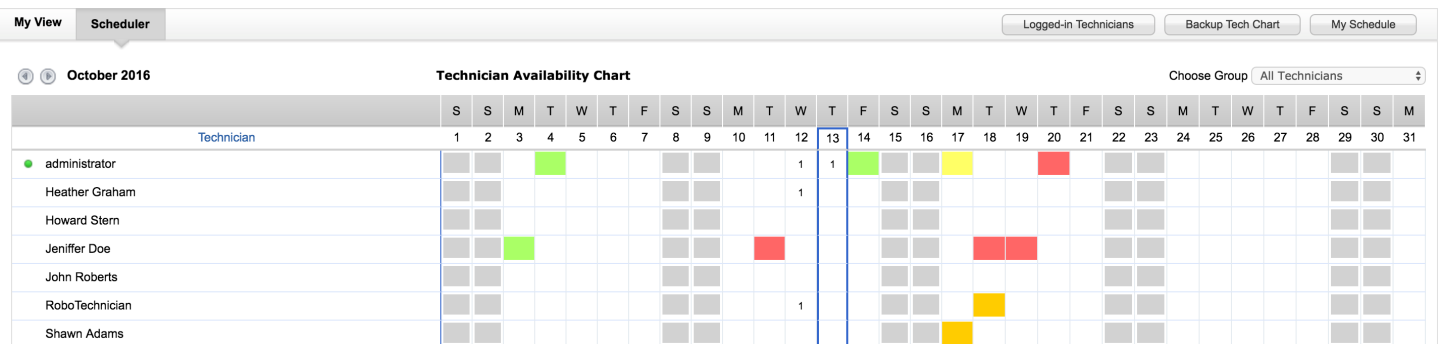 My View Scheduler Logged-in Technicians Backup Tech Chart My Schedule
October 2016 Technician Availability Chart Choose Group All Technicians
S S M T W T F S S M T W T F S S M T W T F S S M T W T F S S M
Technician 1 2 3 4 5 6 7 8 9 10 11 12 13 14 15 16 17 18 19 20 21 22 23 24 25 26 27 28 29 30 31
administrator 1 1
Heather Graham 1
Howard Stern
Jeniffer Doe
John Roberts
RoboTechnician 1
Shawn Adams